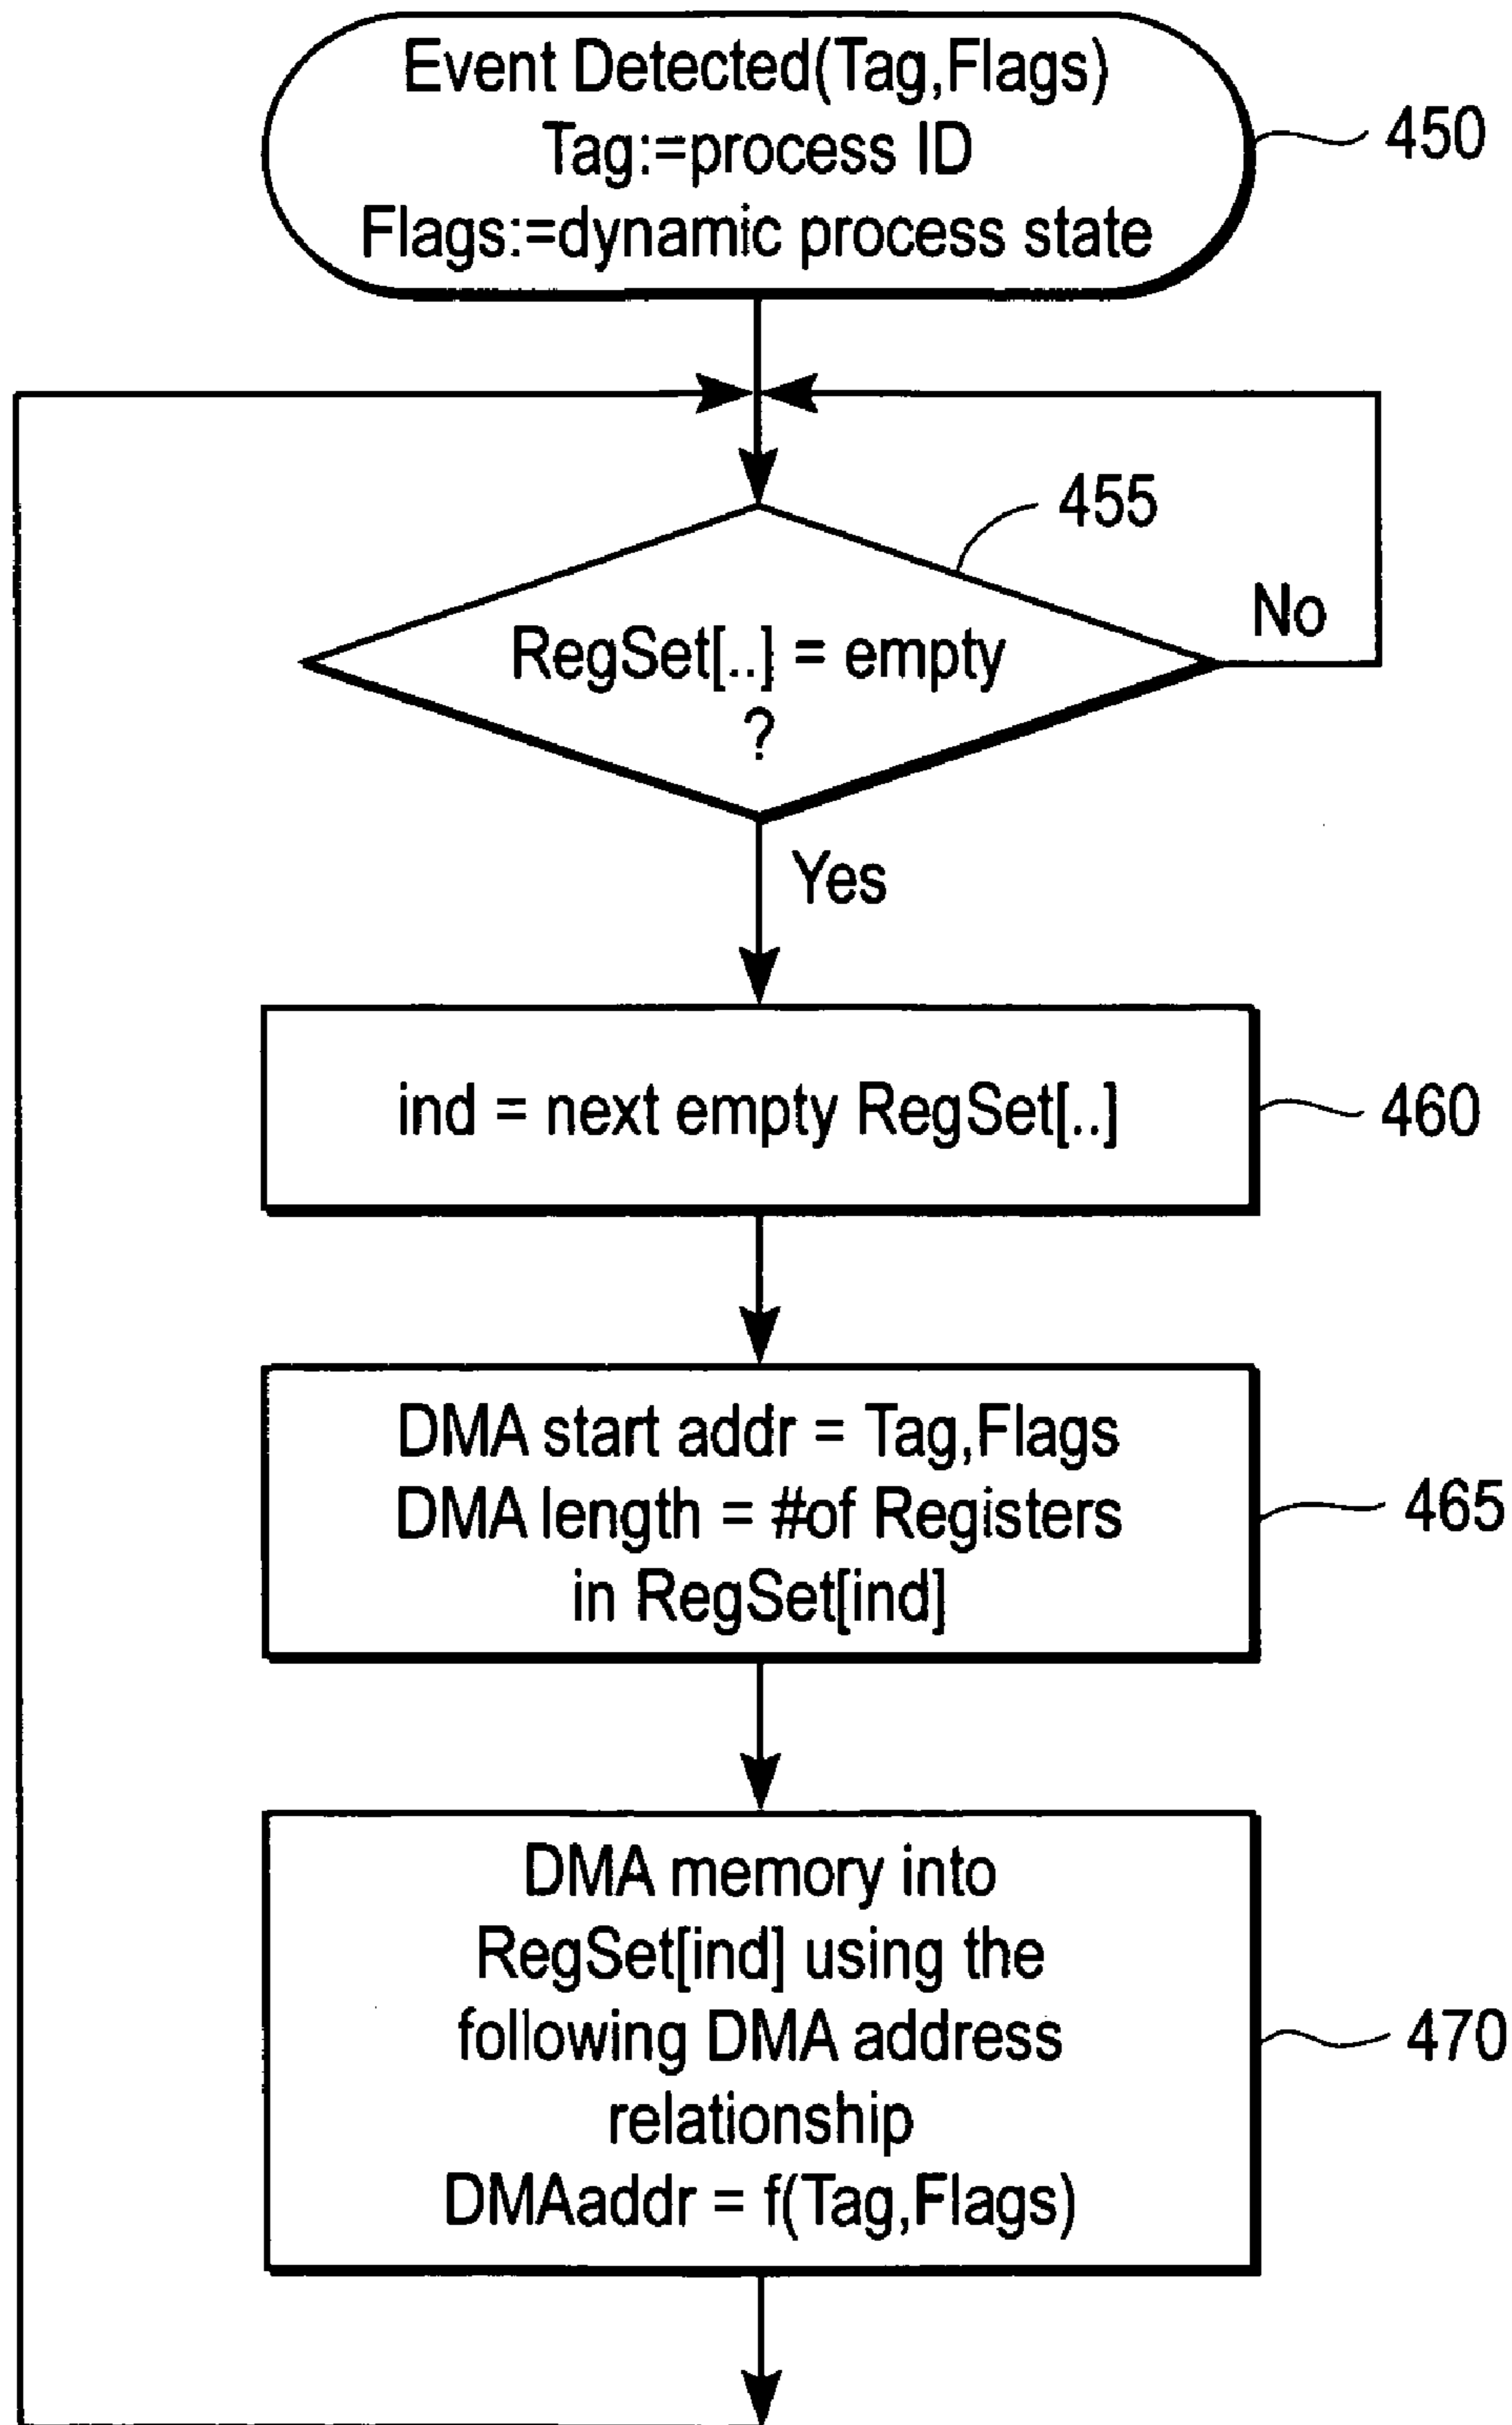 Event Detected(Tag,Flags)
Tag:=process ID
Flags:=dynamic process state
450
455
RegSet[..] = empty
?
No
Yes
ind = next empty RegSet[..]
460
DMA start addr = Tag,Flags
DMA length = #of Registers
in RegSet[ind]
465
DMA memory into
RegSet[ind] using the
following DMA address
relationship
DMAaddr = f(Tag,Flags)
470